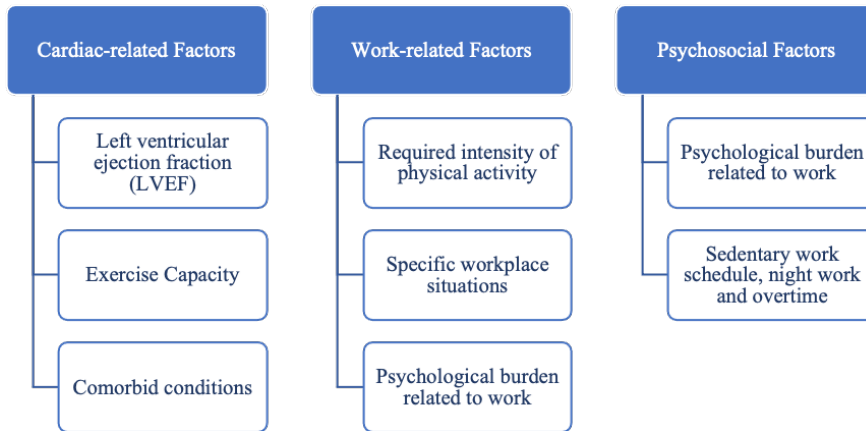 Cardiac-related Factors
Left ventricular
ejection fraction
(LVEF)
Exercise Capacity
Comorbid conditions
Work-related Factors
Required intensity of
physical activity
Specific workplace
situations
Psychological burden
related to work
Psychosocial Factors
Psychological burden
related to work
Sedentary work
schedule, night work
and overtime